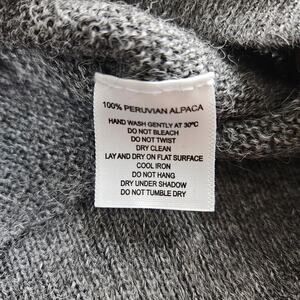 100% PERUVIAN ALPACA
HAND WASH GENTLY AT 30ºC
DO NOT BLEACH
DO NOT TWIST
DRY CLEAN
LAY AND DRY ON FLAT SURFACE
COOL IRON
DO NOT HANG
DRY UNDER SHADOW
DO NOT TUMBLE DRY